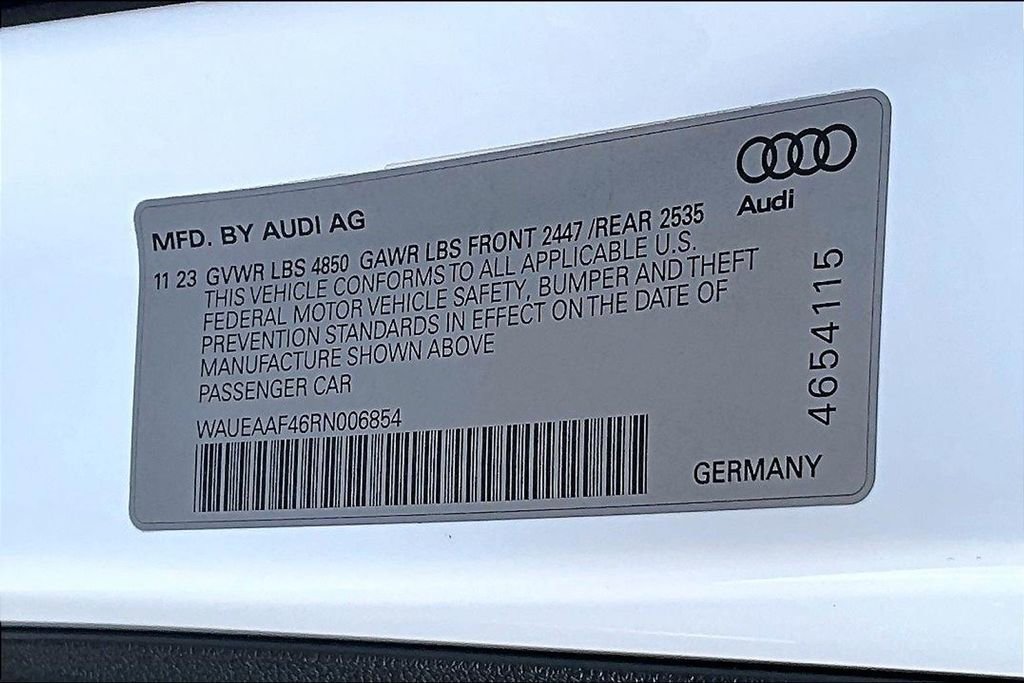 Audi
MFD. BY AUDI AG
11 23 GVWR LBS 4850 GAWR LBS FRONT 2447 /REAR 2535
THIS VEHICLE CONFORMS TO ALL APPLICABLE U.S.
FEDERAL MOTOR VEHICLE SAFETY, BUMPER AND THEFT
PREVENTION STANDARDS IN EFFECT ON THE DATE OF
MANUFACTURE SHOWN ABOVE
PASSENGER CAR
WAUEAAF46RN006854
4654115
GERMANY